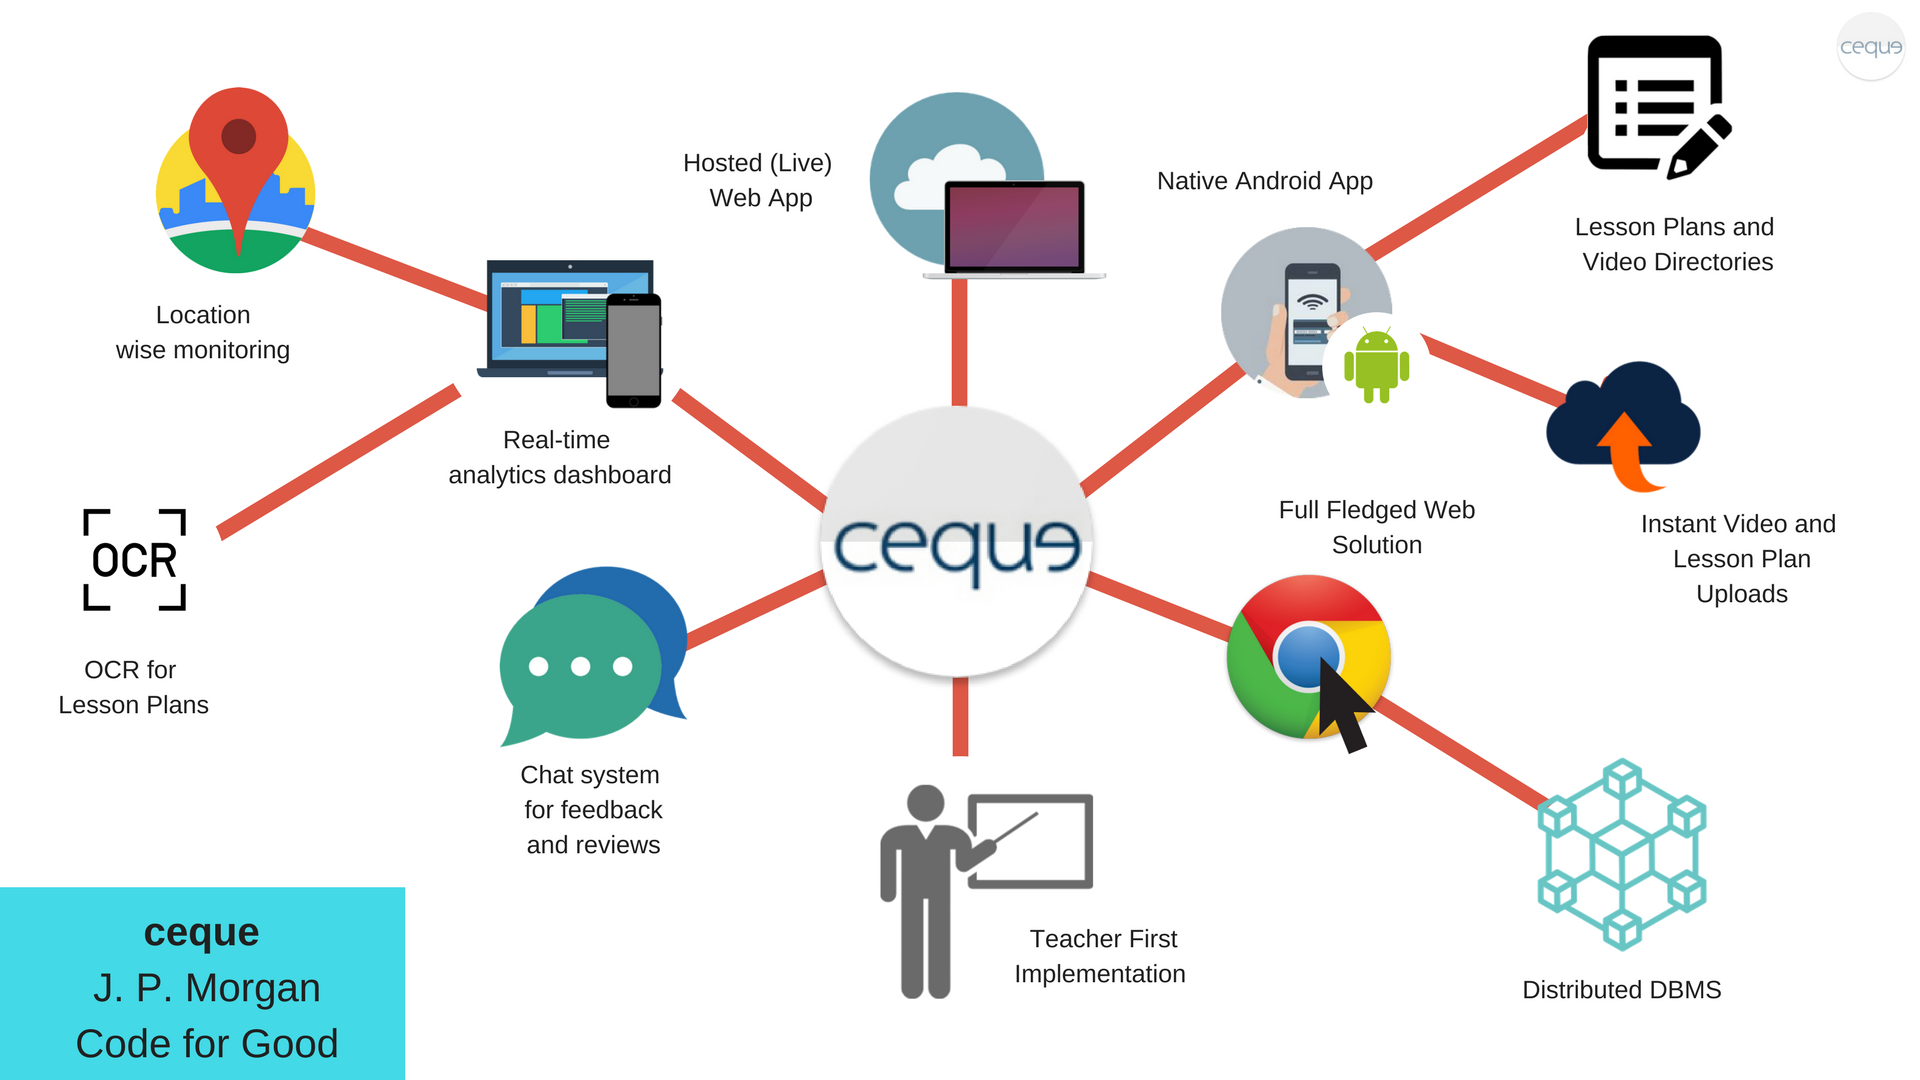 ceque
Hosted (Live)
Web App
Native Android App
Lesson Plans and
Video Directories
Location
wise monitoring
Real-time
analytics dashboard
Full Fledged Web
Solution
Instant Video and
Lesson Plan
Uploads
ceque
OCR
OCR for
Lesson Plans
Chat system
for feedback
and reviews
Teacher First
Implementation
Distributed DBMS
ceque
J. P. Morgan
Code for Good